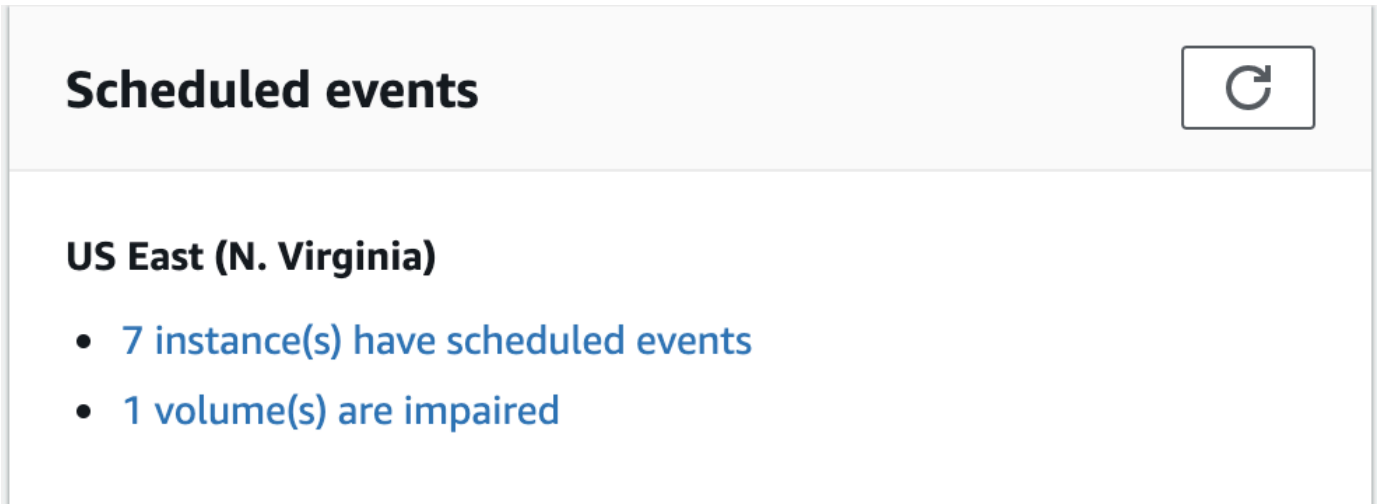 Scheduled events
US East (N. Virginia)
7 instance(s) have scheduled events
1 volume(s) are impaired